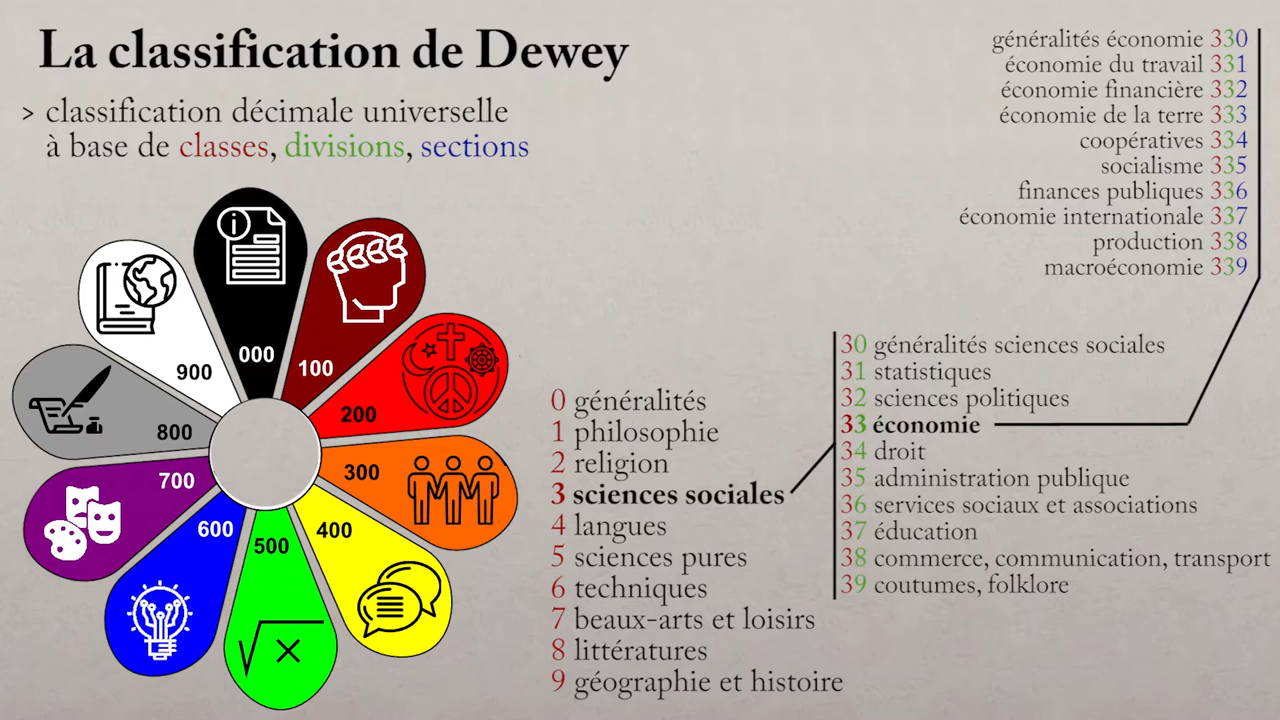 La classification de Dewey
> classification décimale universelle
à base de classes, divisions, sections
000
100
200
300
400
500
600
700
800
900
i
√x
0 généralités
1 philosophie
2 religion
3 sciences sociales
4 langues
5 sciences pures
6 techniques
7 beaux-arts et loisirs
8 littératures
9 géographie et histoire
30 généralités sciences sociales
31 statistiques
32 sciences politiques
33 économie
34 droit
35 administration publique
36 services sociaux et associations
37 éducation
38 commerce, communication, transport
39 coutumes, folklore
généralités économie 330
économie du travail 331
économie financière 332
économie de la terre 333
coopératives 334
socialisme 335
finances publiques 336
économie internationale 337
production 338
macroéconomie 339